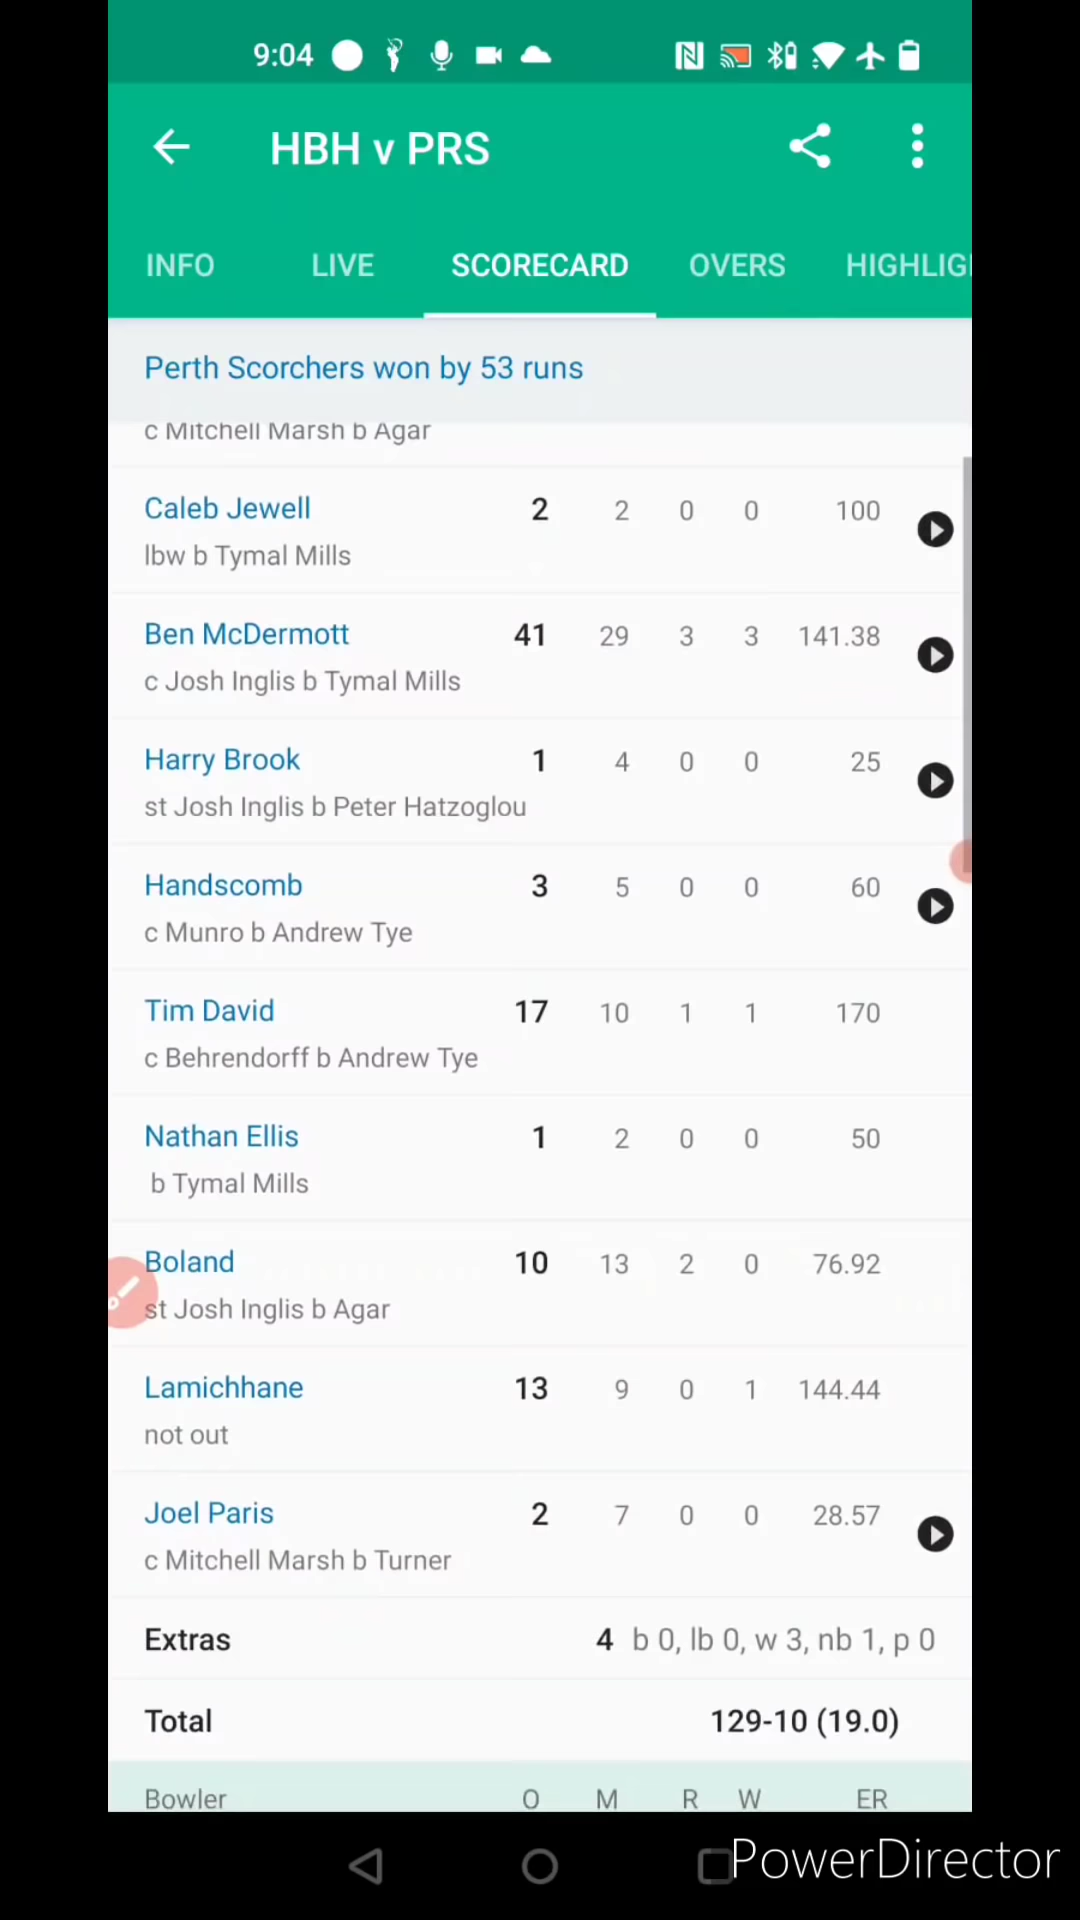 9:04
HBH v PRS
INFO LIVE SCORECARD OVERS HIGHLIG
Perth Scorchers won by 53 runs
c Mitchell Marsh b Agar
Caleb Jewell 2 2 0 0 100
lbw b Tymal Mills
Ben McDermott 41 29 3 3 141.38
c Josh Inglis b Tymal Mills
Harry Brook 1 4 0 0 25
st Josh Inglis b Peter Hatzoglou
Handscomb 3 5 0 0 60
c Munro b Andrew Tye
Tim David 17 10 1 1 170
c Behrendorff b Andrew Tye
Nathan Ellis 1 2 0 0 50
b Tymal Mills
Boland 10 13 2 0 76.92
st Josh Inglis b Agar
Lamichhane 13 9 0 1 144.44
not out
Joel Paris 2 7 0 0 28.57
c Mitchell Marsh b Turner
Extras 4 b 0, lb 0, w 3, nb 1, p 0
Total 129-10 (19.0)
Bowler O M R W ER
PowerDirector